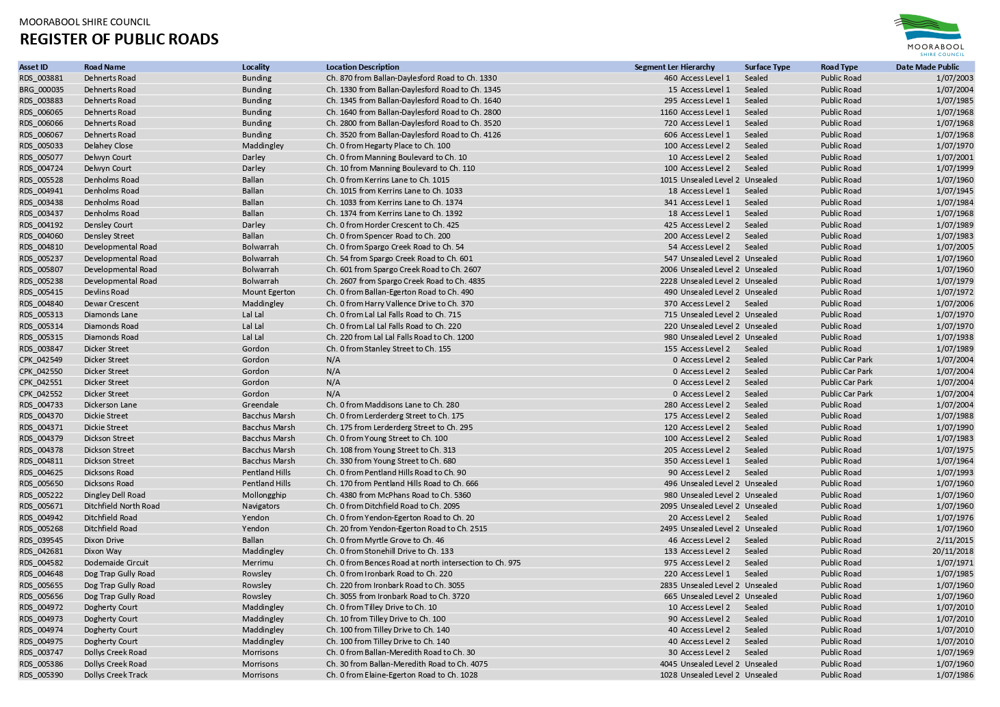 MOORABOOL SHIRE COUNCIL
REGISTER OF PUBLIC ROADS
MOORABOOL
SHIRE COUNCIL
Asset ID Road Name Locality Location Description Segment Ler Hierarchy Surface Type Road Type Date Made Public
RDS_003881 Dehnerts Road Bunding Ch. 870 from Ballan-Daylesford Road to Ch. 1330 460 Access Level 1 Sealed Public Road 1/07/2003
BRG_000035 Dehnerts Road Bunding Ch. 1330 from Ballan-Daylesford Road to Ch. 1345 15 Access Level 1 Sealed Public Road 1/07/2004
RDS_003883 Dehnerts Road Bunding Ch. 1345 from Ballan-Daylesford Road to Ch. 1640 295 Access Level 1 Sealed Public Road 1/07/1985
RDS_006065 Dehnerts Road Bunding Ch. 1640 from Ballan-Daylesford Road to Ch. 2800 1160 Access Level 1 Sealed Public Road 1/07/1968
RDS_006066 Dehnerts Road Bunding Ch. 2800 from Ballan-Daylesford Road to Ch. 3520 720 Access Level 1 Sealed Public Road 1/07/1968
RDS_006067 Dehnerts Road Bunding Ch. 3520 from Ballan-Daylesford Road to Ch. 4126 606 Access Level 1 Sealed Public Road 1/07/1968
RDS_005033 Delahey Close Maddingley Ch. 0 from Hegarty Place to Ch. 100 100 Access Level 2 Sealed Public Road 1/07/1970
RDS_005077 Delwyn Court Darley Ch. 0 from Manning Boulevard to Ch. 10 10 Access Level 2 Sealed Public Road 1/07/2001
RDS_004724 Delwyn Court Darley Ch. 10 from Manning Boulevard to Ch. 110 100 Access Level 2 Sealed Public Road 1/07/1999
RDS_005528 Denholms Road Ballan Ch. 0 from Kerrins Lane to Ch. 1015 1015 Unsealed Level 2 Unsealed Public Road 1/07/1960
RDS_004941 Denholms Road Ballan Ch. 1015 from Kerrins Lane to Ch. 1033 18 Access Level 1 Sealed Public Road 1/07/1945
RDS_003438 Denholms Road Ballan Ch. 1033 from Kerrins Lane to Ch. 1374 341 Access Level 1 Sealed Public Road 1/07/1984
RDS_003437 Denholms Road Ballan Ch. 1374 from Kerrins Lane to Ch. 1392 18 Access Level 1 Sealed Public Road 1/07/1968
RDS_004192 Densley Court Darley Ch. 0 from Horder Crescent to Ch. 425 425 Access Level 2 Sealed Public Road 1/07/1989
RDS_004060 Densley Street Ballan Ch. 0 from Spencer Road to Ch. 200 200 Access Level 2 Sealed Public Road 1/07/1983
RDS_004810 Developmental Road Bolwarrah Ch. 0 from Spargo Creek Road to Ch. 54 54 Access Level 2 Sealed Public Road 1/07/2005
RDS_005237 Developmental Road Bolwarrah Ch. 54 from Spargo Creek Road to Ch. 601 547 Unsealed Level 2 Unsealed Public Road 1/07/1960
RDS_005807 Developmental Road Bolwarrah Ch. 601 from Spargo Creek Road to Ch. 2607 2006 Unsealed Level 2 Unsealed Public Road 1/07/1960
RDS_005238 Developmental Road Bolwarrah Ch. 2607 from Spargo Creek Road to Ch. 4835 2228 Unsealed Level 2 Unsealed Public Road 1/07/1979
RDS_005415 Devlins Road Mount Egerton Ch. 0 from Ballan-Egerton Road to Ch. 490 490 Unsealed Level 2 Unsealed Public Road 1/07/1972
RDS_004840 Dewar Crescent Maddingley Ch. 0 from Harry Vallence Drive to Ch. 370 370 Access Level 2 Sealed Public Road 1/07/2006
RDS_005313 Diamonds Lane Lal Lal Ch. 0 from Lal Lal Falls Road to Ch. 715 715 Unsealed Level 2 Unsealed Public Road 1/07/1970
RDS_005314 Diamonds Road Lal Lal Ch. 0 from Lal Lal Falls Road to Ch. 220 220 Unsealed Level 2 Unsealed Public Road 1/07/1970
RDS_005315 Diamonds Road Lal Lal Ch. 220 from Lal Lal Falls Road to Ch. 1200 980 Unsealed Level 2 Unsealed Public Road 1/07/1938
RDS_003847 Dicker Street Gordon Ch. 0 from Stanley Street to Ch. 155 155 Access Level 2 Sealed Public Road 1/07/1989
CPK_042549 Dicker Street Gordon N/A 0 Access Level 2 Sealed Public Car Park 1/07/2004
CPK_042550 Dicker Street Gordon N/A 0 Access Level 2 Sealed Public Car Park 1/07/2004
CPK_042551 Dicker Street Gordon N/A 0 Access Level 2 Sealed Public Car Park 1/07/2004
CPK_042552 Dicker Street Gordon N/A 0 Access Level 2 Sealed Public Car Park 1/07/2004
RDS_004733 Dickerson Lane Greendale Ch. 0 from Maddisons Lane to Ch. 280 280 Access Level 2 Sealed Public Road 1/07/2004
RDS_004370 Dickie Street Bacchus Marsh Ch. 0 from Lerderderg Street to Ch. 175 175 Access Level 2 Sealed Public Road 1/07/1988
RDS_004371 Dickie Street Bacchus Marsh Ch. 175 from Lerderderg Street to Ch. 295 120 Access Level 2 Sealed Public Road 1/07/1990
RDS_004379 Dickson Street Bacchus Marsh Ch. 0 from Young Street to Ch. 100 100 Access Level 2 Sealed Public Road 1/07/1983
RDS_004378 Dickson Street Bacchus Marsh Ch. 108 from Young Street to Ch. 313 205 Access Level 2 Sealed Public Road 1/07/1975
RDS_004811 Dickson Street Bacchus Marsh Ch. 330 from Young Street to Ch. 680 350 Access Level 1 Sealed Public Road 1/07/1964
RDS_004625 Dicksons Road Pentland Hills Ch. 0 from Pentland Hills Road to Ch. 90 90 Access Level 2 Sealed Public Road 1/07/1993
RDS_005650 Dicksons Road Pentland Hills Ch. 170 from Pentland Hills Road to Ch. 666 496 Unsealed Level 2 Unsealed Public Road 1/07/1960
RDS_005222 Dingley Dell Road Mollongghip Ch. 4380 from McPhans Road to Ch. 5360 980 Unsealed Level 2 Unsealed Public Road 1/07/1960
RDS_005671 Ditchfield North Road Navigators Ch. 0 from Ditchfield Road to Ch. 2095 2095 Unsealed Level 2 Unsealed Public Road 1/07/1960
RDS_004942 Ditchfield Road Yendon Ch. 0 from Yendon-Egerton Road to Ch. 20 20 Access Level 2 Sealed Public Road 1/07/1976
RDS_005268 Ditchfield Road Yendon Ch. 20 from Yendon-Egerton Road to Ch. 2515 2495 Unsealed Level 2 Unsealed Public Road 1/07/1960
RDS_039545 Dixon Drive Ballan Ch. 0 from Myrtle Grove to Ch. 46 46 Access Level 2 Sealed Public Road 2/11/2015
RDS_042681 Dixon Way Maddingley Ch. 0 from Stonehill Drive to Ch. 133 133 Access Level 2 Sealed Public Road 20/11/2018
RDS_004582 Dodemaide Circuit Merrimu Ch. 0 from Bences Road at north intersection to Ch. 975 975 Access Level 2 Sealed Public Road 1/07/1971
RDS_004648 Dog Trap Gully Road Rowsley Ch. 0 from Ironbark Road to Ch. 220 220 Access Level 1 Sealed Public Road 1/07/1985
RDS_005655 Dog Trap Gully Road Rowsley Ch. 220 from Ironbark Road to Ch. 3055 2835 Unsealed Level 2 Unsealed Public Road 1/07/1960
RDS_005656 Dog Trap Gully Road Rowsley Ch. 3055 from Ironbark Road to Ch. 3720 665 Unsealed Level 2 Unsealed Public Road 1/07/1960
RDS_004972 Dogherty Court Maddingley Ch. 0 from Tilley Drive to Ch. 10 10 Access Level 2 Sealed Public Road 1/07/2010
RDS_004973 Dogherty Court Maddingley Ch. 10 from Tilley Drive to Ch. 100 90 Access Level 2 Sealed Public Road 1/07/2010
RDS_004974 Dogherty Court Maddingley Ch. 100 from Tilley Drive to Ch. 140 40 Access Level 2 Sealed Public Road 1/07/2010
RDS_004975 Dogherty Court Maddingley Ch. 100 from Tilley Drive to Ch. 140 40 Access Level 2 Sealed Public Road 1/07/2010
RDS_003747 Dollys Creek Road Morrisons Ch. 0 from Ballan-Meredith Road to Ch. 30 30 Access Level 2 Sealed Public Road 1/07/1969
RDS_005386 Dollys Creek Road Morrisons Ch. 30 from Ballan-Meredith Road to Ch. 4075 4045 Unsealed Level 2 Unsealed Public Road 1/07/1960
RDS_005390 Dollys Creek Track Morrisons Ch. 0 from Elaine-Egerton Road to Ch. 1028 1028 Unsealed Level 2 Unsealed Public Road 1/07/1986